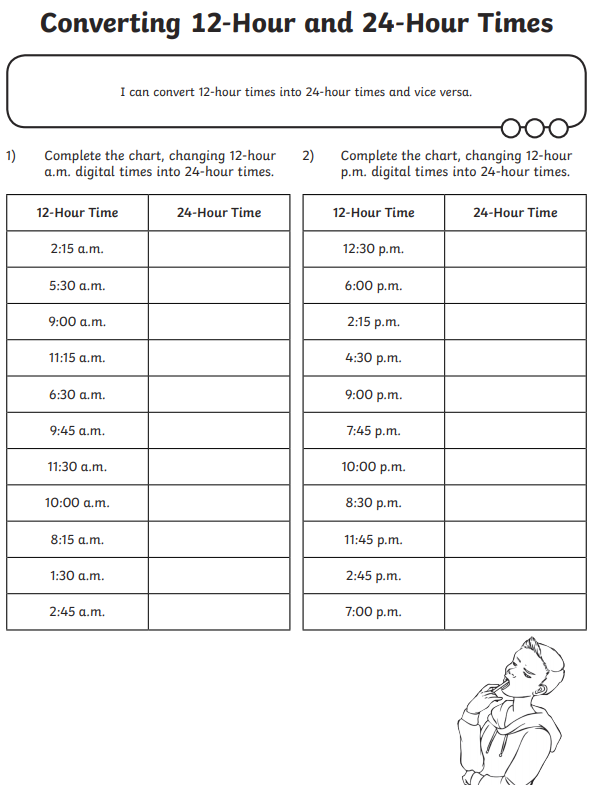 Converting 12-Hour and 24-Hour Times
I can convert 12-hour times into 24-hour times and vice versa.
1) Complete the chart, changing 12-hour
a.m. digital times into 24-hour times.
12-Hour Time 24-Hour Time
2:15 a.m.
5:30 a.m.
9:00 a.m.
11:15 a.m.
6:30 a.m.
9:45 a.m.
11:30 a.m.
10:00 a.m.
8:15 a.m.
1:30 a.m.
2:45 a.m.
2) Complete the chart, changing 12-hour
p.m. digital times into 24-hour times.
12-Hour Time 24-Hour Time
12:30 p.m.
6:00 p.m.
2:15 p.m.
4:30 p.m.
9:00 p.m.
7:45 p.m.
10:00 p.m.
8:30 p.m.
11:45 p.m.
2:45 p.m.
7:00 p.m.